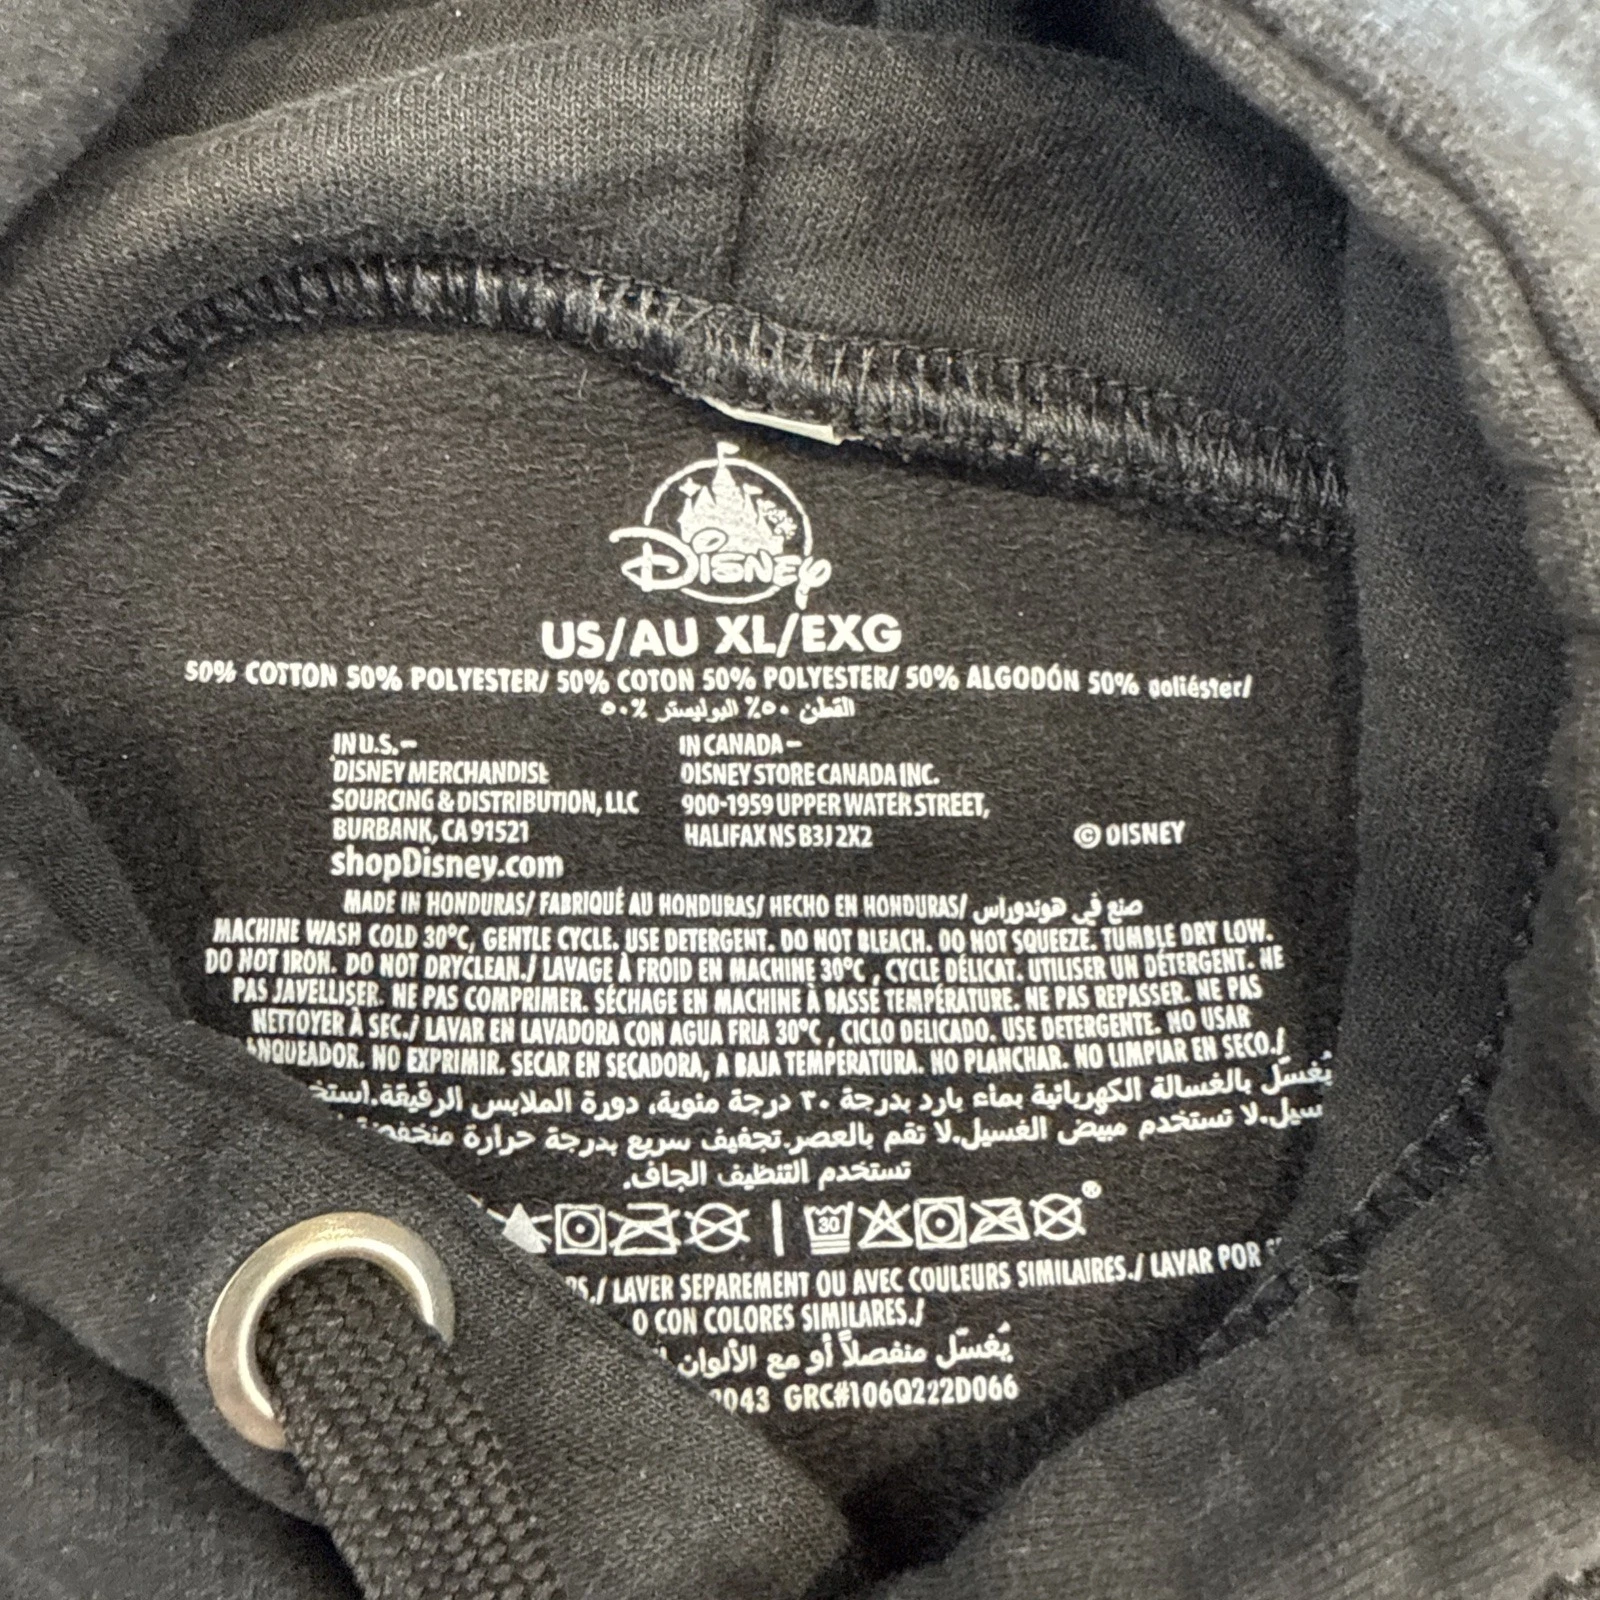 DISNEY
US/AU XL/EXG
50% COTTON 50% POLYESTER/ 50% COTON 50% POLYESTER/ 50% ALGODÓN 50% poliéster/
القطن ٥٠٪ البوليستر ٥٠٪
IN U.S.–
DISNEY MERCHANDISE
SOURCING & DISTRIBUTION, LLC
BURBANK, CA 91521
shopDisney.com
IN CANADA –
DISNEY STORE CANADA INC.
900-1959 UPPER WATER STREET,
HALIFAX NS B3J 2X2
© DISNEY
MADE IN HONDURAS/ FABRIQUÉ AU HONDURAS/ HECHO EN HONDURAS/ صنع في هوندوراس
MACHINE WASH COLD 30°C, GENTLE CYCLE. USE DETERGENT. DO NOT BLEACH. DO NOT SQUEEZE. TUMBLE DRY LOW.
DO NOT IRON. DO NOT DRYCLEAN./ LAVAGE À FROID EN MACHINE 30°C , CYCLE DÉLICAT. UTILISER UN DÉTERGENT. NE
PAS JAVELLISER. NE PAS COMPRIMER. SÉCHAGE EN MACHINE À BASSE TEMPÉRATURE. NE PAS REPASSER. NE PAS
NETTOYER À SEC./ LAVAR EN LAVADORA CON AGUA FRIA 30°C , CICLO DELICADO. USE DETERGENTE. NO USAR
ANQUEADOR. NO EXPRIMIR. SECAR EN SECADORA, A BAJA TEMPERATURA. NO PLANCHAR. NO LIMPIAR EN SECO./
يُغسّل بالغسالة الكهربائية بماء بارد بدرجة ٣٠ درجة مئوية، دورة الملابس الرقيقة.
لا تستخدم مبيض الغسيل.لا تقم بالعصر.تجفيف سريع بدرجة حرارة
تستخدم التنظيف الجاف.
30
®
RS./ LAVER SEPAREMENT OU AVEC COULEURS SIMILAIRES./ LAVAR POR
O CON COLORES SIMILARES./
يُغسّل منفصلاً أو مع الألوان
043 GRC#106Q222D066